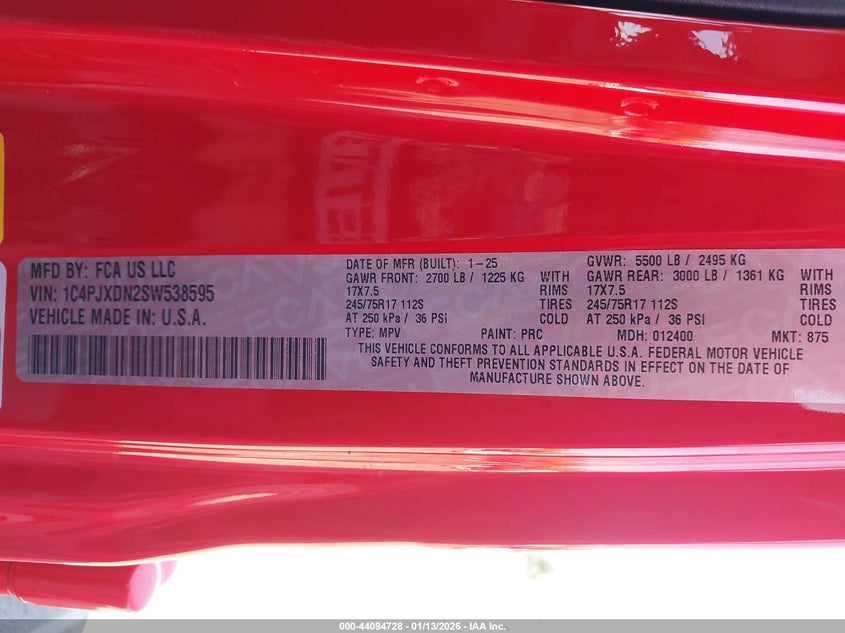 MFD BY: FCA US LLC
VIN: 1C4PJXDN2SW538595
VEHICLE MADE IN: U.S.A.
DATE OF MFR (BUILT): 1-25 GVWR: 5500 LB / 2495 KG
GAWR FRONT: 2700 LB / 1225 KG WITH GAWR REAR: 3000 LB / 1361 KG WITH
17X7.5 RIMS 17X7.5 RIMS
245/75R17 112S TIRES 245/75R17 112S TIRES
AT 250 kPa / 36 PSI COLD AT 250 kPa / 36 PSI COLD
TYPE: MPV PAINT: PRC MDH: 012400 MKT: 875
THIS VEHICLE CONFORMS TO ALL APPLICABLE U.S.A. FEDERAL MOTOR VEHICLE
SAFETY AND THEFT PREVENTION STANDARDS IN EFFECT ON THE DATE OF
MANUFACTURE SHOWN ABOVE.
000-44094728 - 01/13/2026 - IAA Inc.